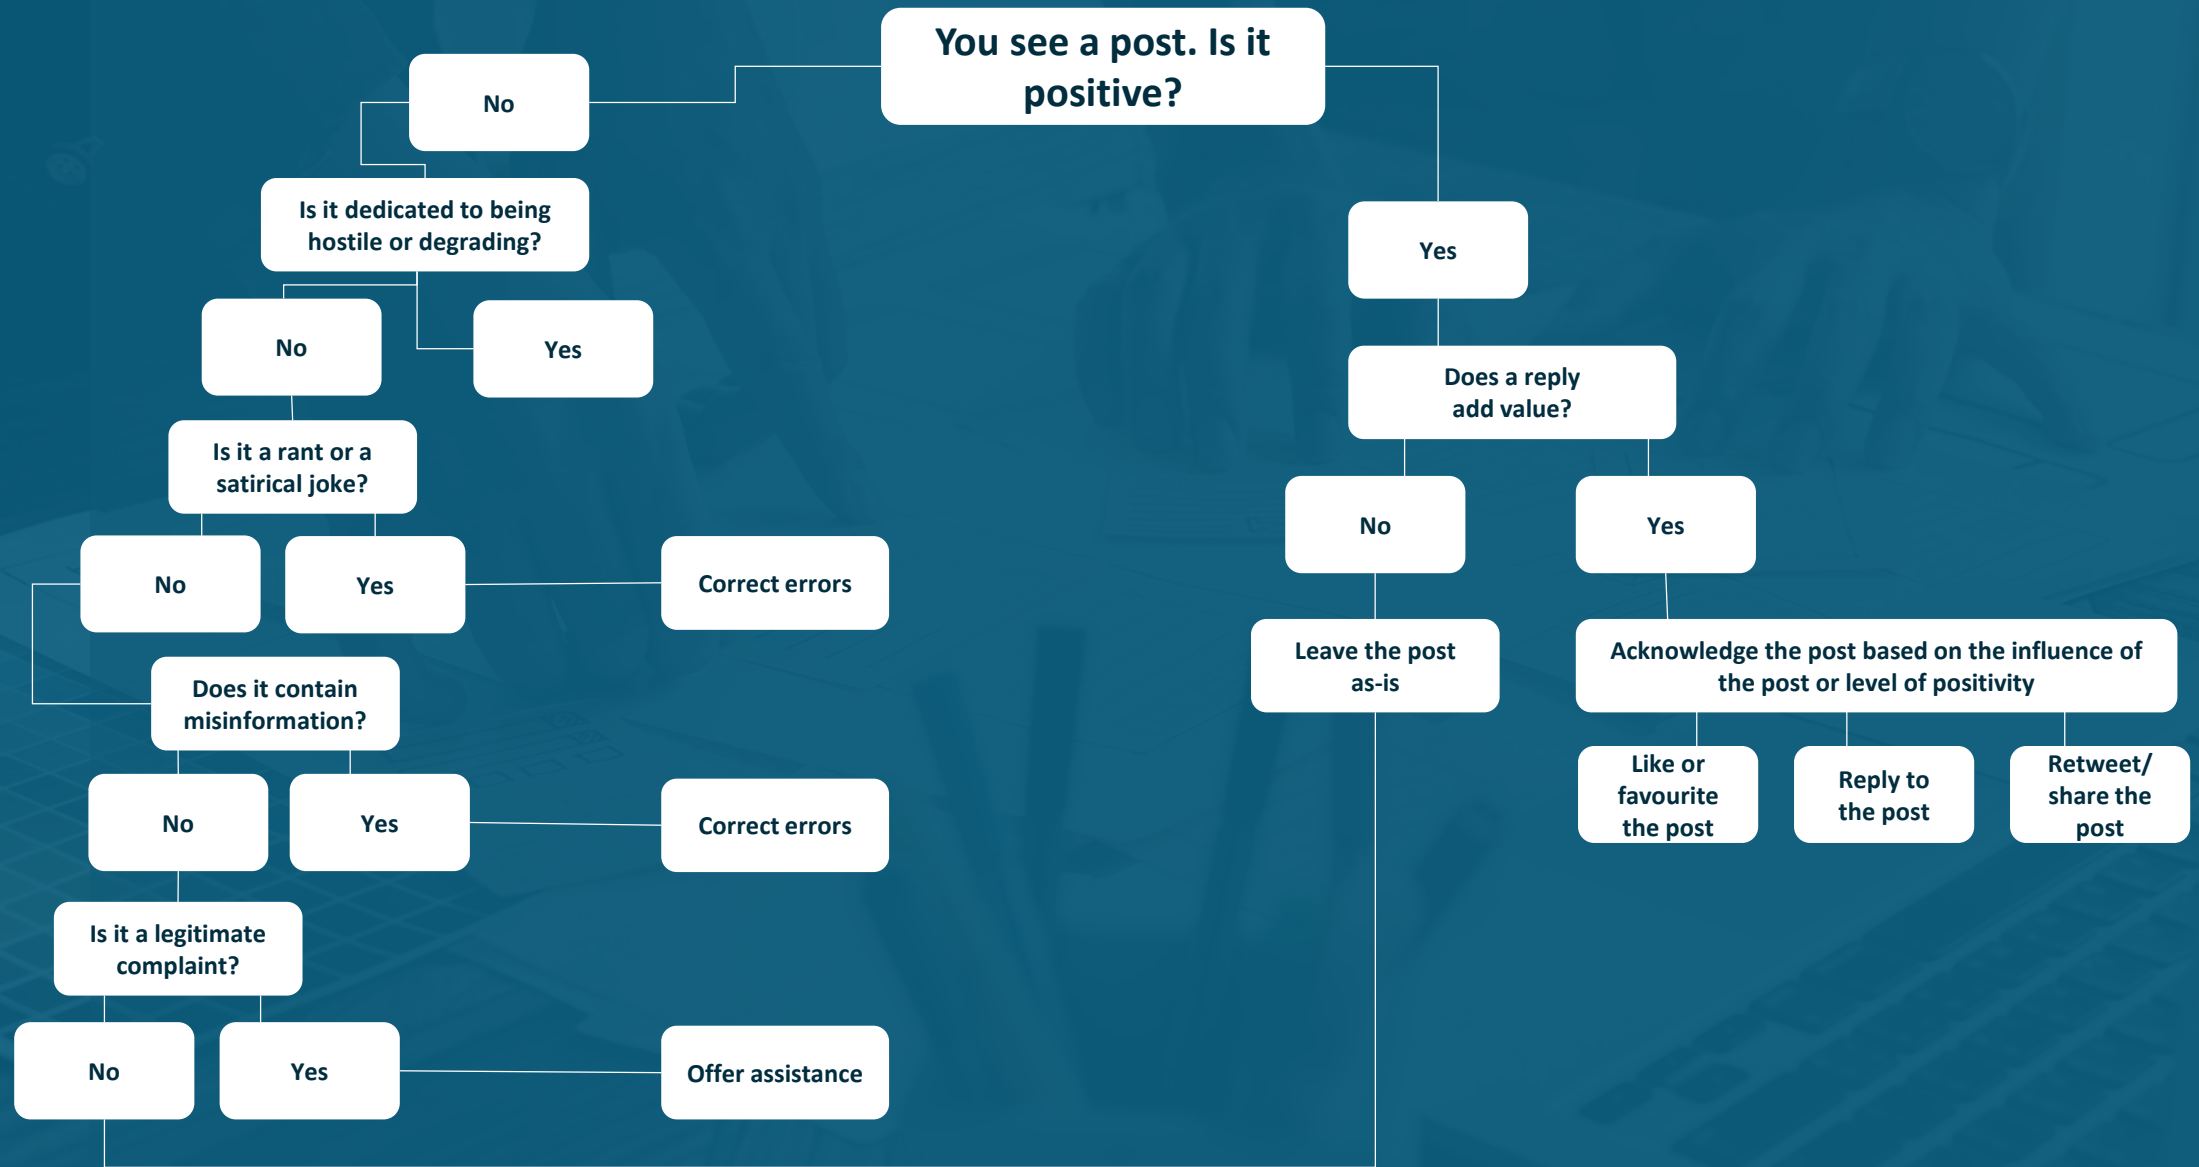 You see a post. Is it
positive?
No
Is it dedicated to being
hostile or degrading?
No
Yes
Is it a rant or a
satirical joke?
No
Yes
Correct errors
Does it contain
misinformation?
No
Yes
Correct errors
Is it a legitimate
complaint?
No
Yes
Offer assistance
Yes
Does a reply
add value?
No
Yes
Leave the post
as-is
Acknowledge the post based on the influence of
the post or level of positivity
Like or
favourite
the post
Reply to
the post
Retweet/
share the
post